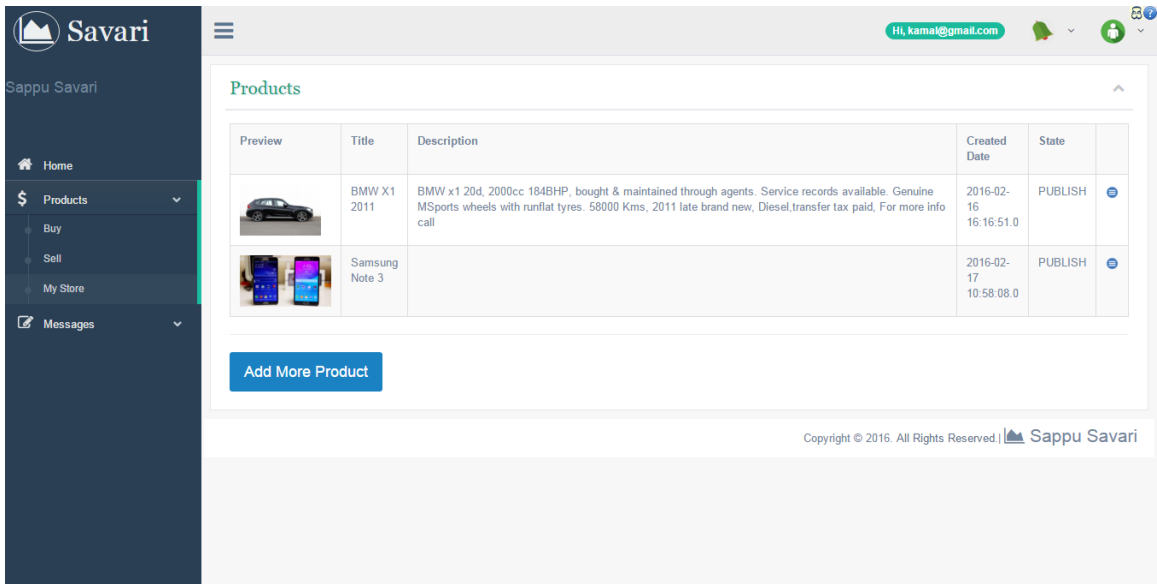 Savari
Hi, kamal@gmail.com
සි
?
Sappu Savari
Products
Preview Title Description Created
Date State
BMW X1
2011
BMW x1 20d, 2000cc 184BHP, bought & maintained through agents. Service records available. Genuine
MSports wheels with runflat tyres. 58000 Kms, 2011 late brand new, Diesel,transfer tax paid, For more info
call
2016-02-
16
16:16:51.0
PUBLISH
Samsung
Note 3
2016-02-
17
10:58:08.0
PUBLISH
Add More Product
Home
$ Products
Buy
Sell
My Store
Messages
Copyright © 2016. All Rights Reserved.| Sappu Savari